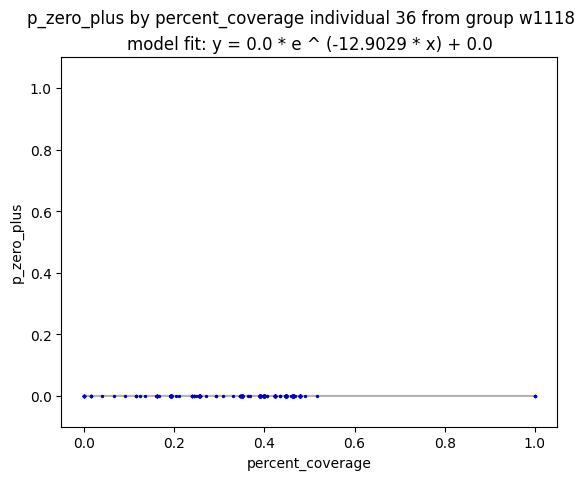 p_zero_plus by percent_coverage individual 36 from group w1118
model fit: y = 0.0 * e ^ (-12.9029 * x) + 0.0
1.0
0.8
0.6
0.4
0.2
0.0
p_zero_plus
0.0 0.2 0.4 0.6 0.8 1.0
percent_coverage